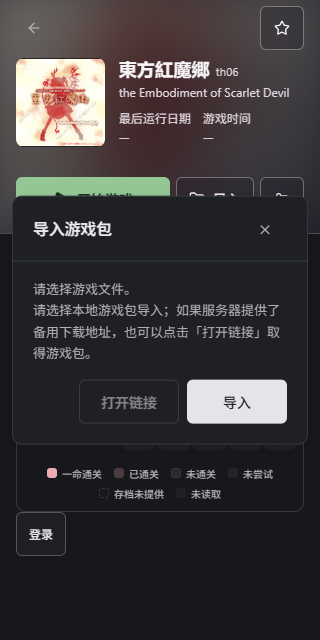 東方紅魔郷 th06
the Embodiment of Scarlet Devil
最后运行日期 游戏时间
— —
导入游戏包
请选择游戏文件。
请选择本地游戏包导入；如果服务器提供了
备用下载地址，也可以点击「打开链接」取
得游戏包。
打开链接 导入
一命通关 已通关 未通关 未尝试
存档未提供 未读取
登录